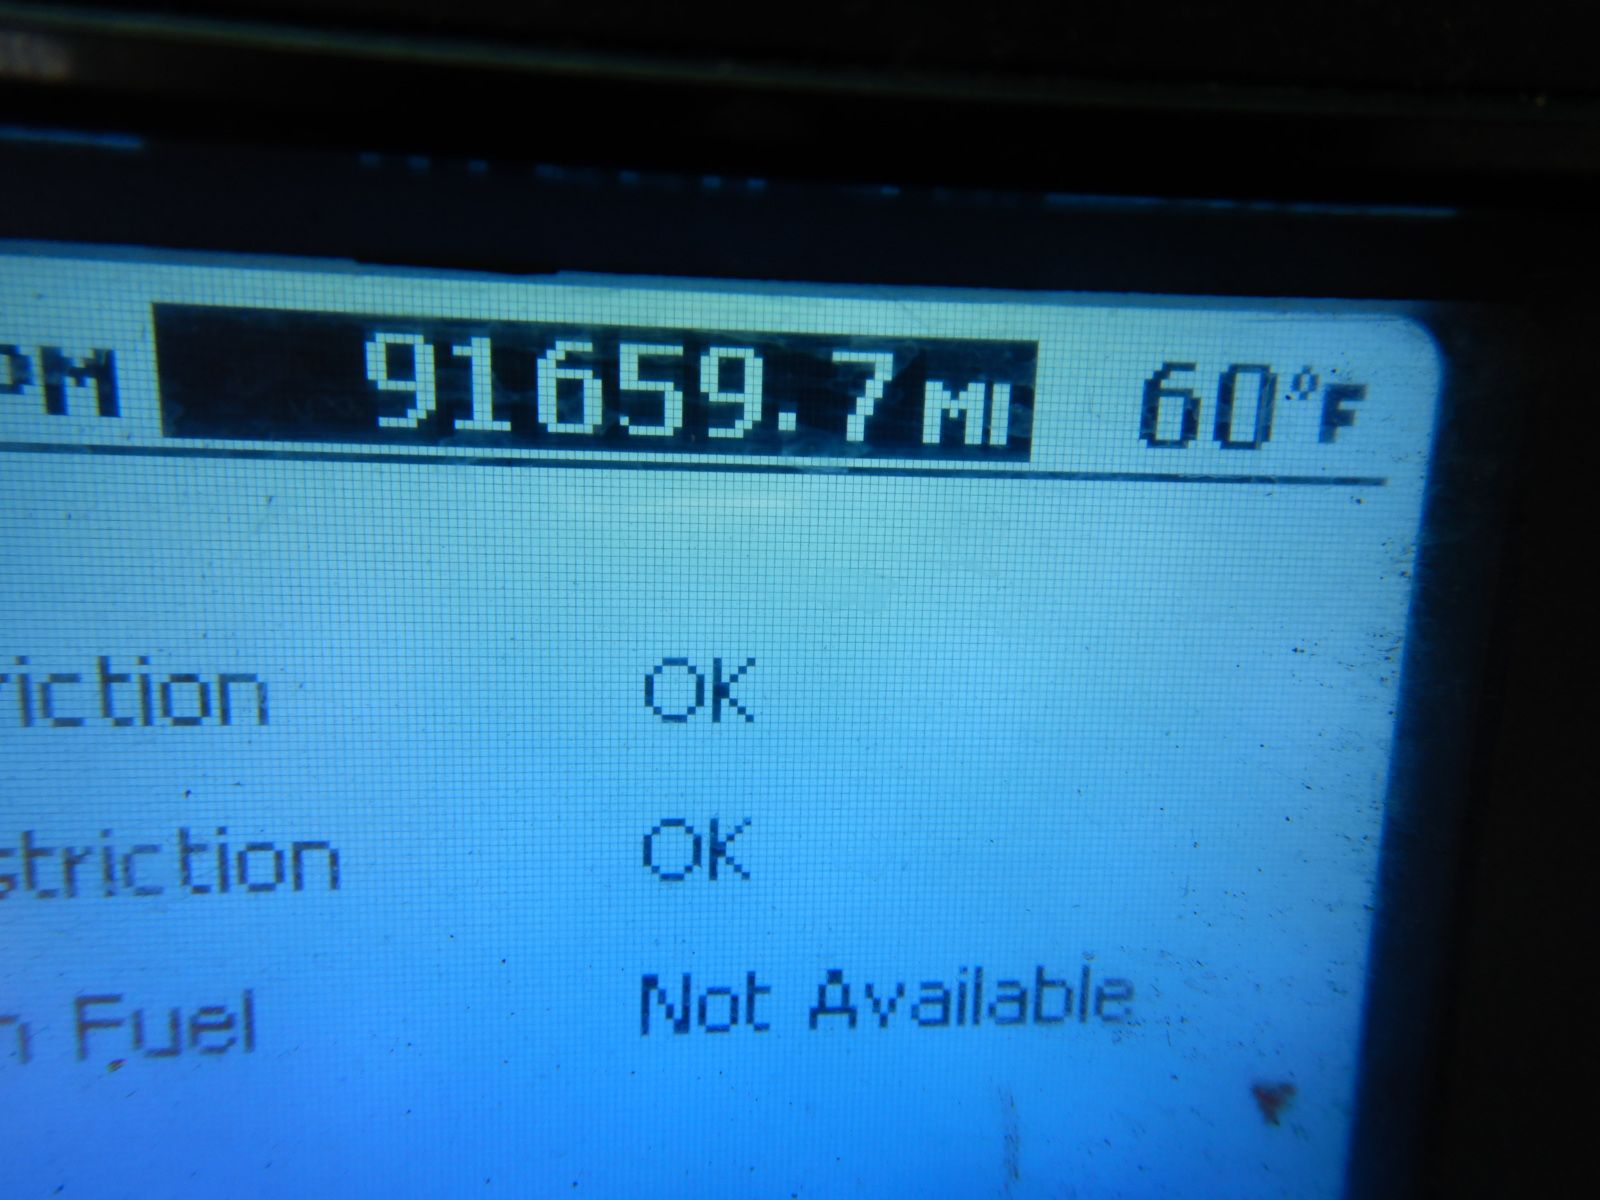 PM 91659.7 MI 60°F
riction OK
striction OK
n Fuel Not Available